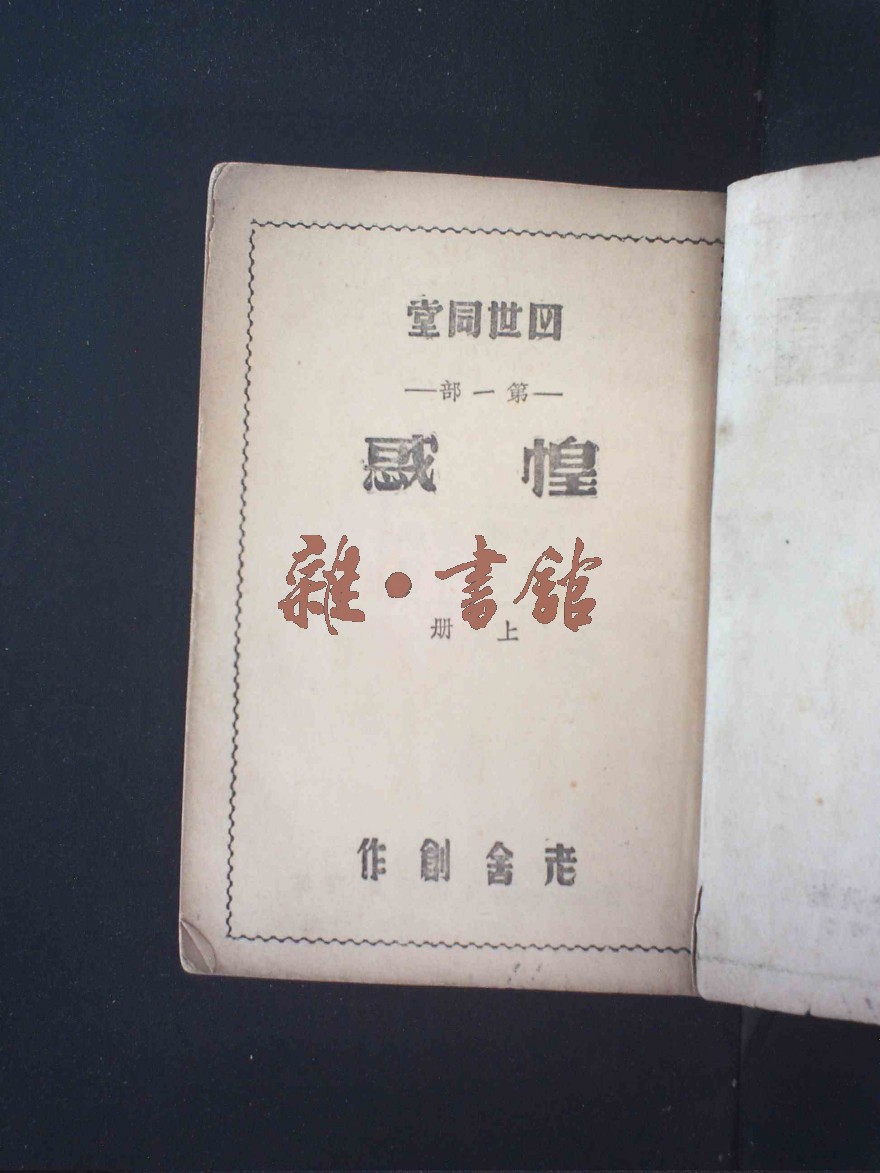 四世同堂
—第一部—
惶惑
雜・書館
上册
老舍創作